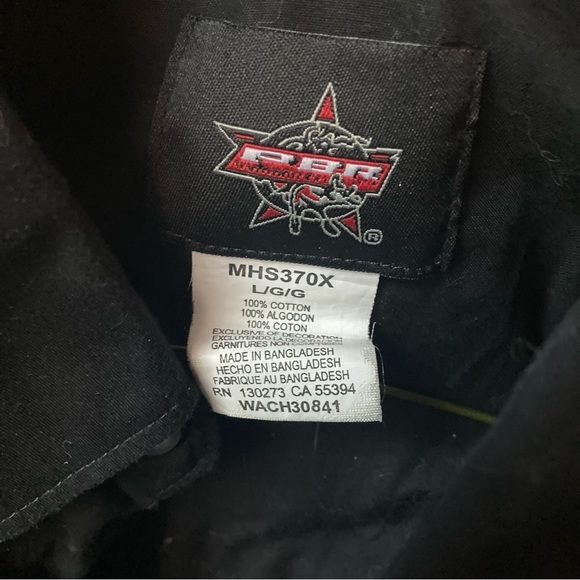 PBR
®
MHS370X
L/G/G
100% COTTON
100% ALGODON
100% COTON
EXCLUSIVE OF DECORATION
EXCLUYENDO LA DECORACION
GARNITURES NON COMPRISES
MADE IN BANGLADESH
HECHO EN BANGLADESH
FABRIQUE AU BANGLADESH
RN 130273 CA 55394
WACH30841